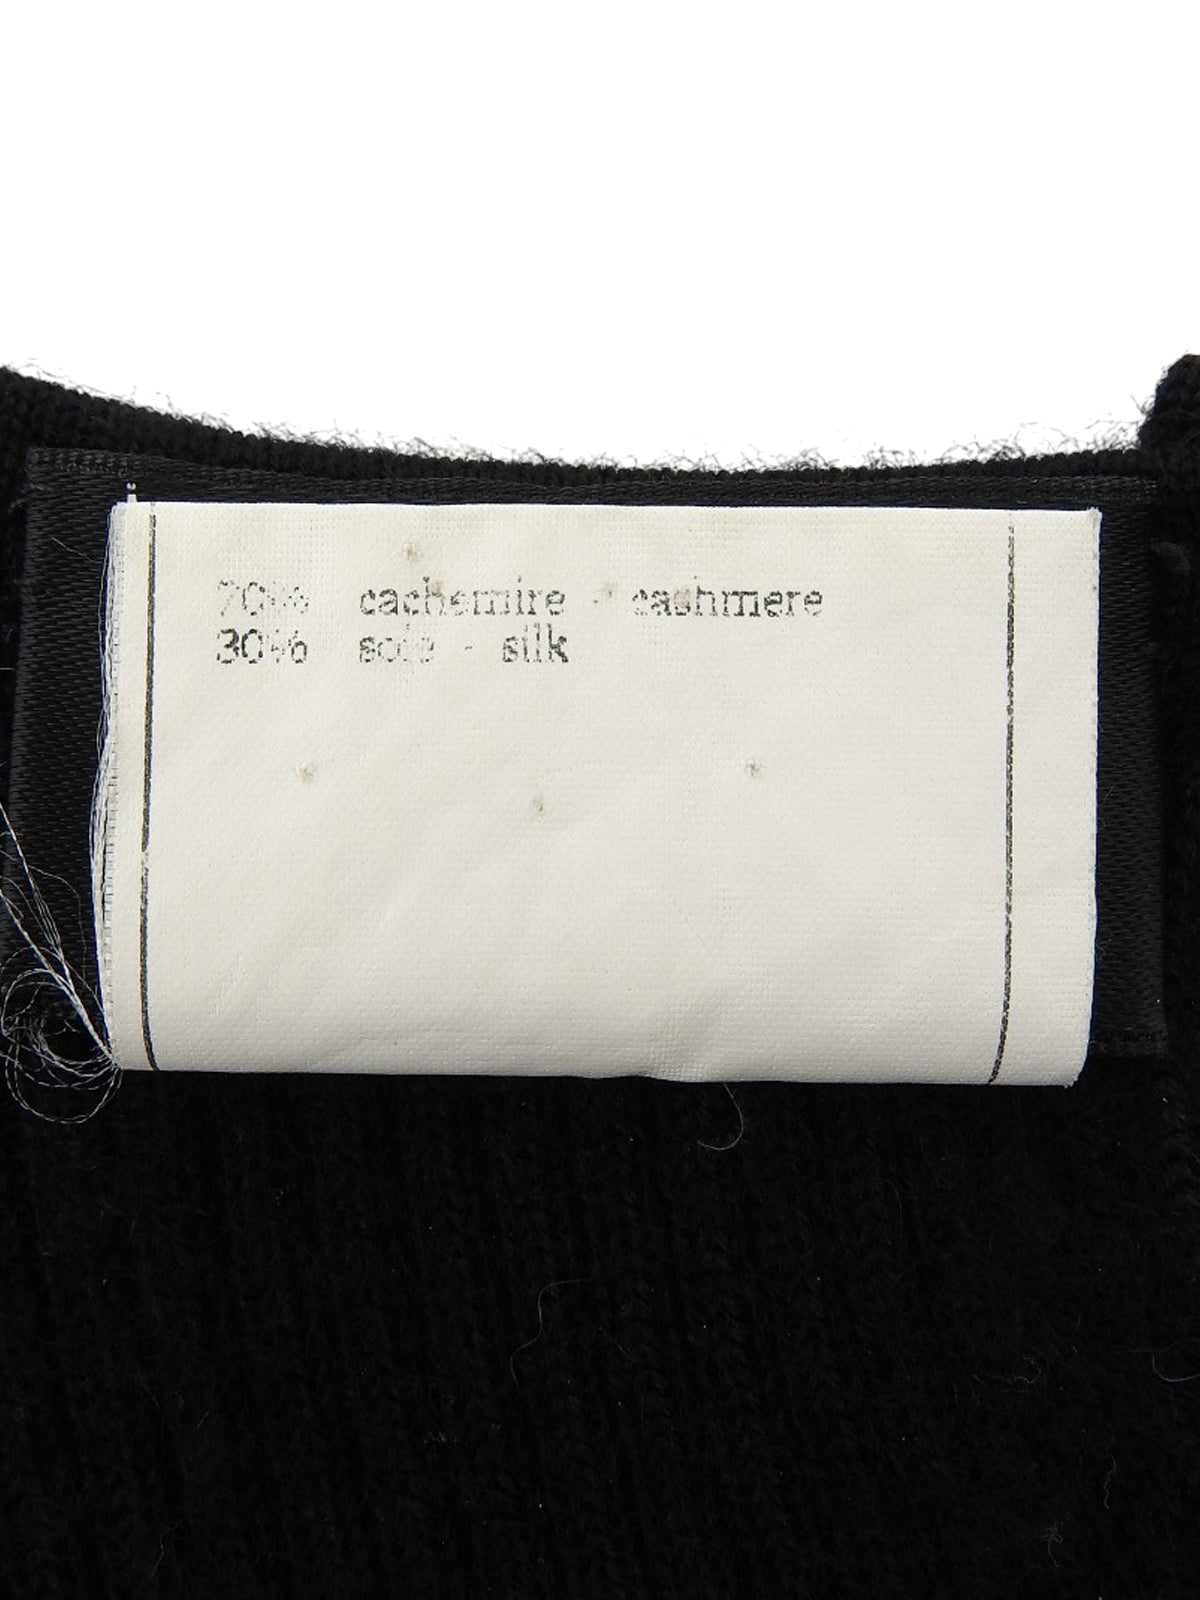 70% cachemire - cashmere
30% soie - silk